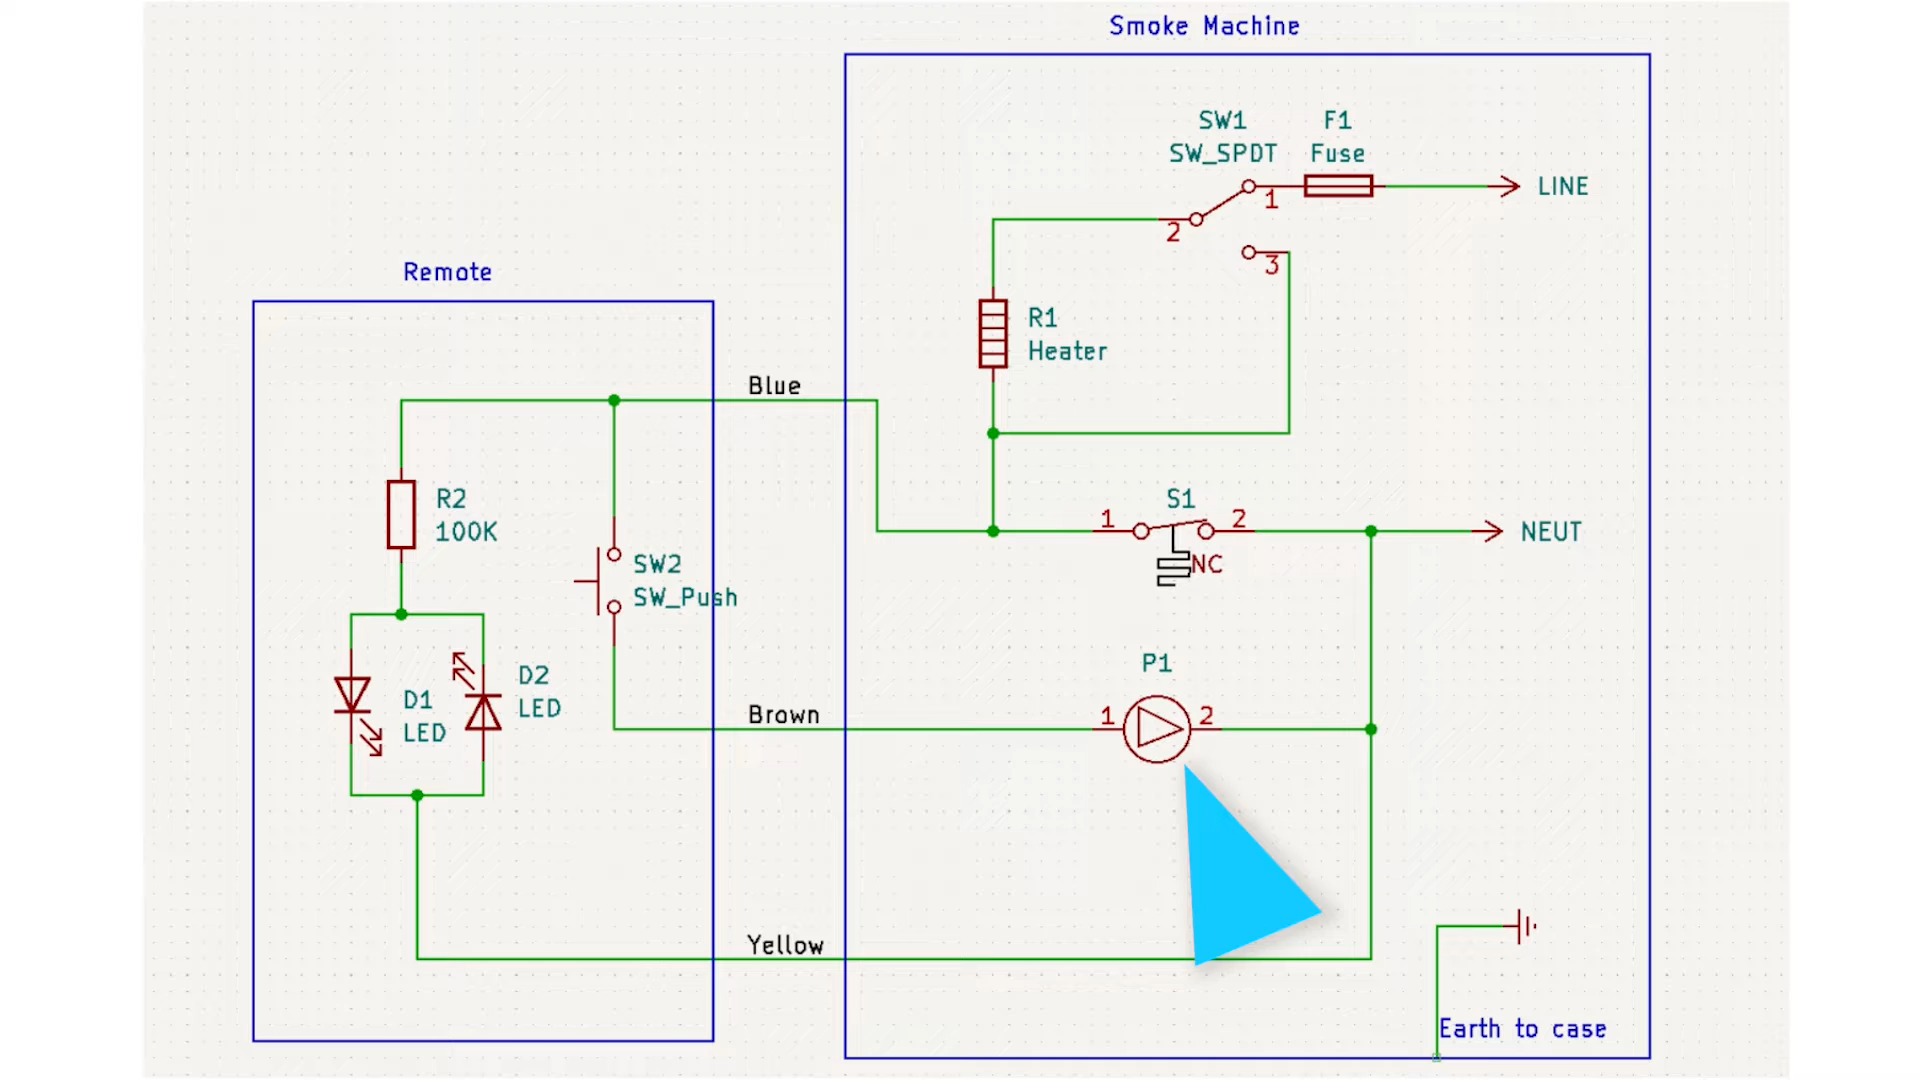 Smoke Machine
SW1
SW_SPDT
F1
Fuse
1
LINE
2
3
Remote
R1
Heater
Blue
R2
100K
S1
1
2
NEUT
NC
SW2
SW_Push
P1
D2
LED
D1
LED
Brown
1
2
Yellow
Earth to case